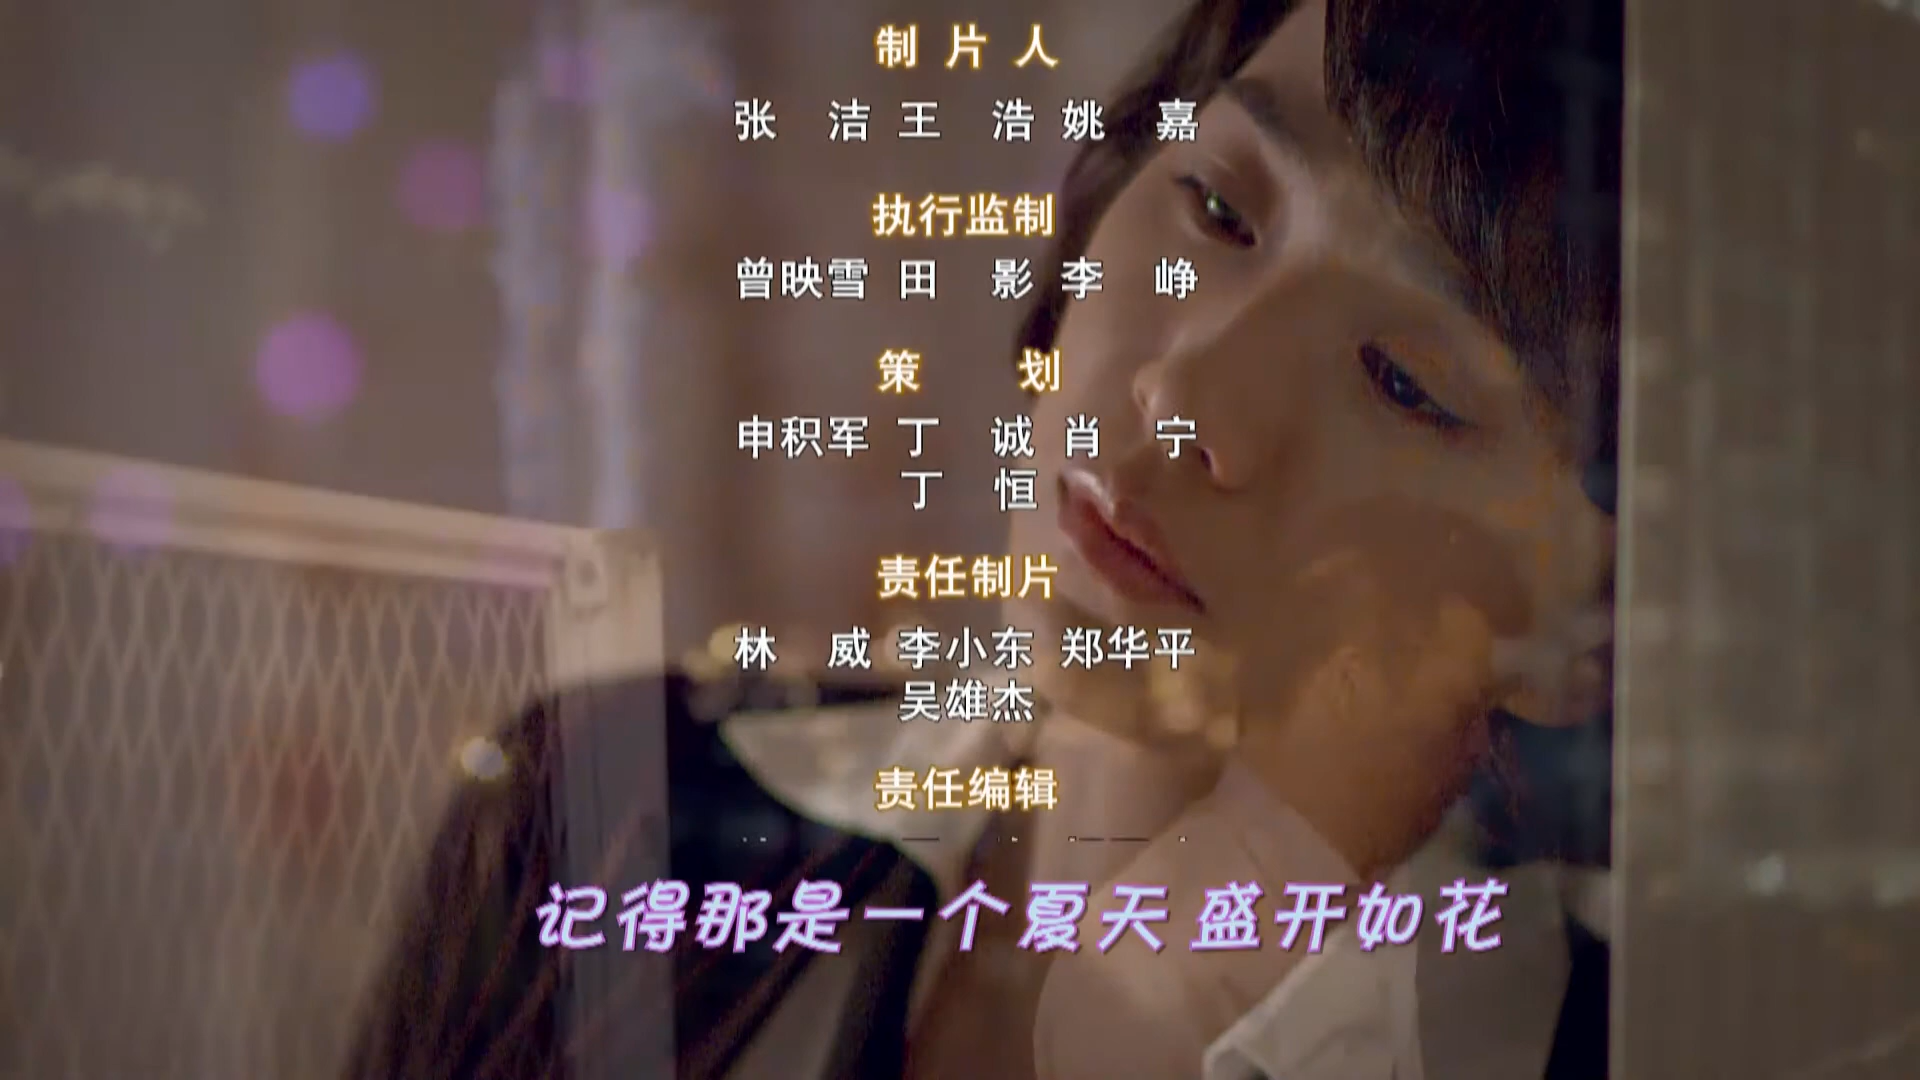 制片人
张洁 王浩 姚嘉
执行监制
曾映雪 田影 李峥
策划
申积军 丁诚 肖宁
丁恒
责任制片
林威 李小东 郑华平
吴雄杰
责任编辑
记得那是一个夏天 盛开如花